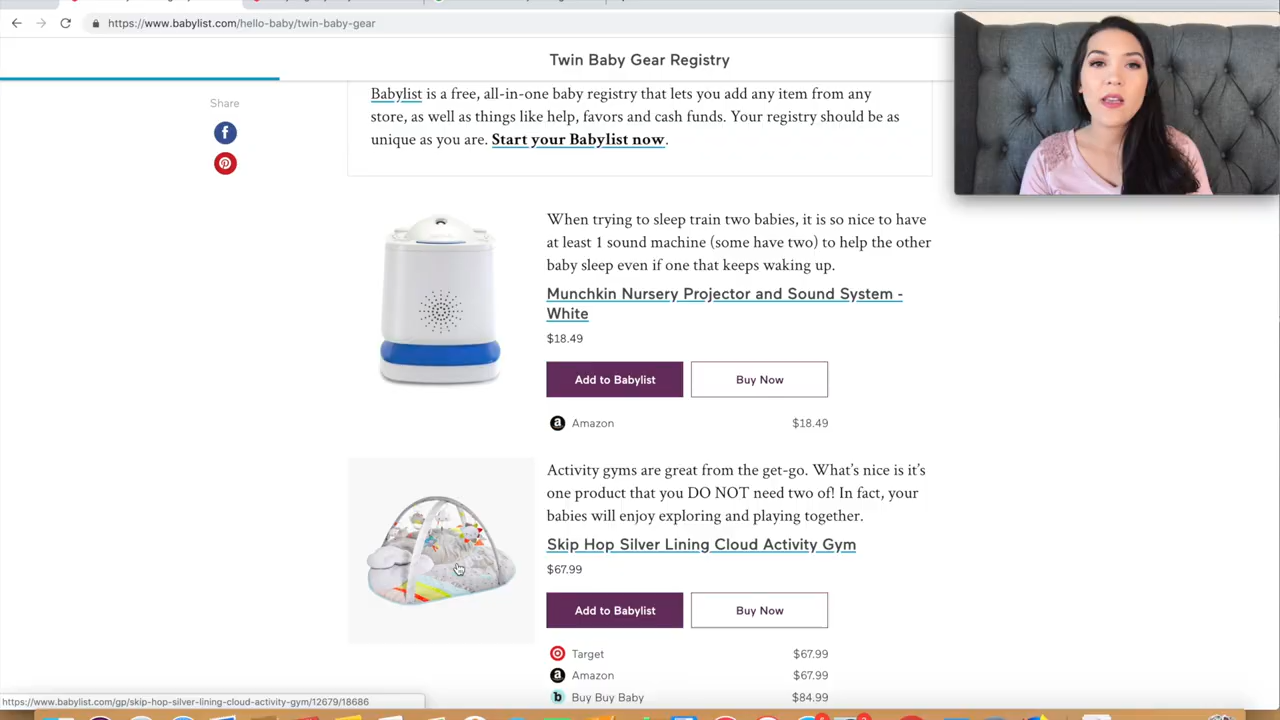 https://www.babylist.com/hello-baby/twin-baby-gear
Twin Baby Gear Registry
Share
Babylist is a free, all-in-one baby registry that lets you add any item from any
store, as well as things like help, favors and cash funds. Your registry should be as
unique as you are. Start your Babylist now.
When trying to sleep train two babies, it is so nice to have
at least 1 sound machine (some have two) to help the other
baby sleep even if one that keeps waking up.
Munchkin Nursery Projector and Sound System -
White
$18.49
Add to Babylist
Buy Now
Amazon
$18.49
Activity gyms are great from the get-go. What's nice is it's
one product that you DO NOT need two of! In fact, your
babies will enjoy exploring and playing together.
Skip Hop Silver Lining Cloud Activity Gym
$67.99
Add to Babylist
Buy Now
Target
$67.99
Amazon
$67.99
Buy Buy Baby
$84.99
https://www.babylist.com/gp/skip-hop-silver-lining-cloud-activity-gym/12679/18686